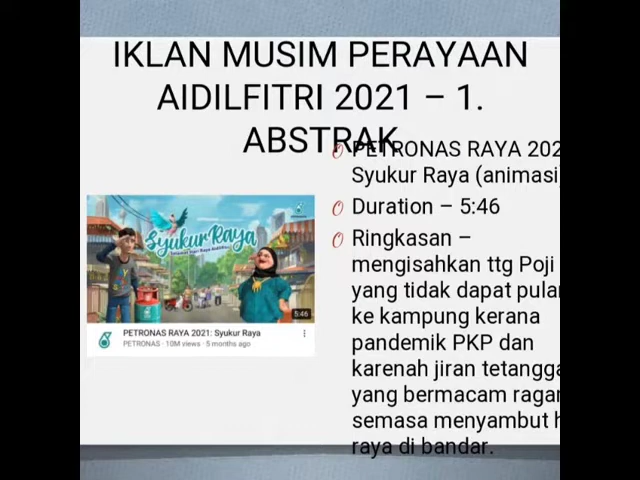 IKLAN MUSIM PERAYAAN
AIDILFITRI 2021 – 1.
ABSTRAK
PETRONAS RAYA 202
Syukur Raya (animasi
Duration – 5:46
Ringkasan –
mengisahkan ttg Poji
yang tidak dapat pula
ke kampung kerana
pandemik PKP dan
karenah jiran tetangga
yang bermacam raga
semasa menyambut h
raya di bandar.
Syukur Raya
5:46
PETRONAS RAYA 2021: Syukur Raya
PETRONAS · 10M views · 5 months ago